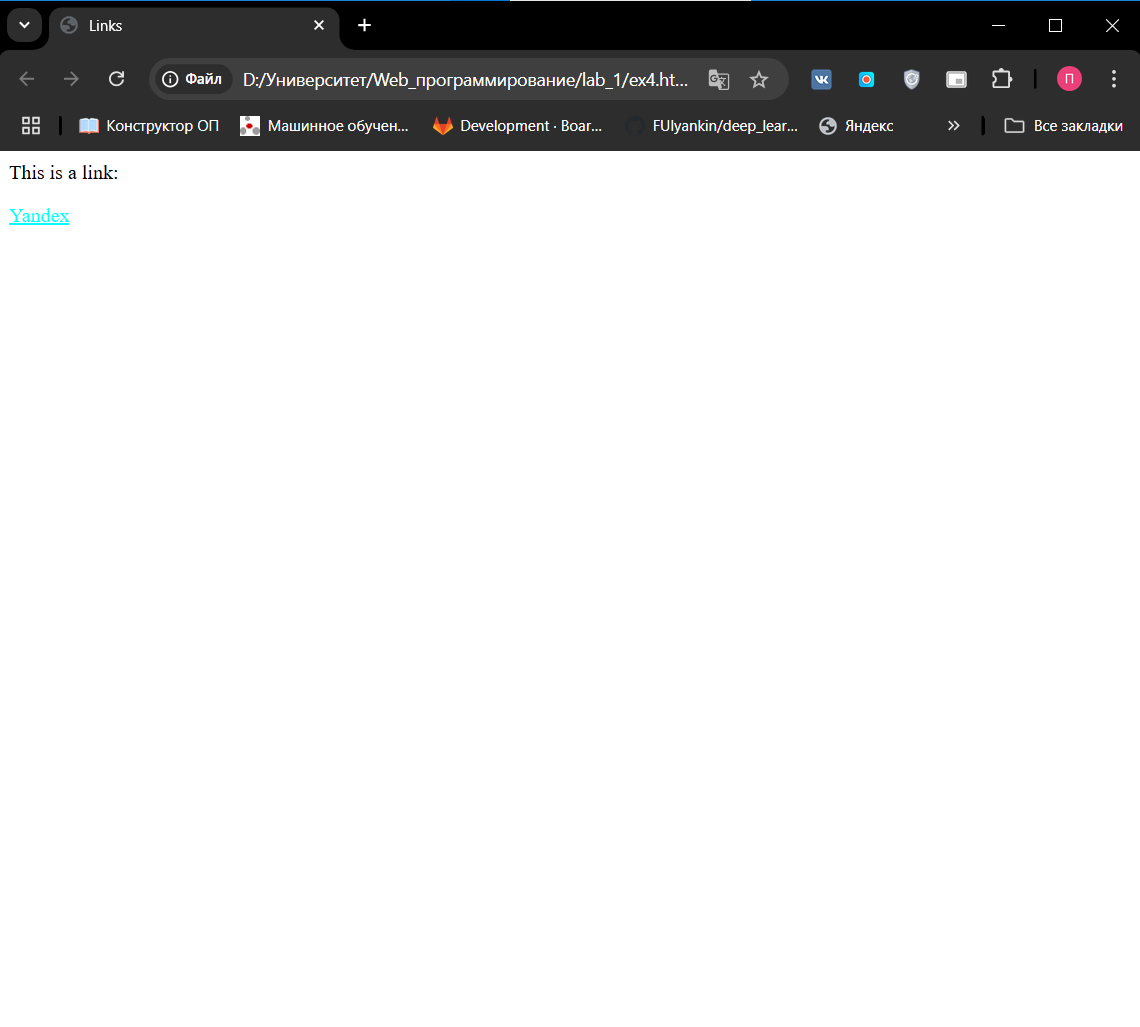 Links
Файл D:/Университет/Web_программирование/lab_1/ex4.ht...
П
Конструктор ОП Машинное обучен... Development · Boar... FUlyankin/deep_lear... Яндекс Все закладки
This is a link:
Yandex